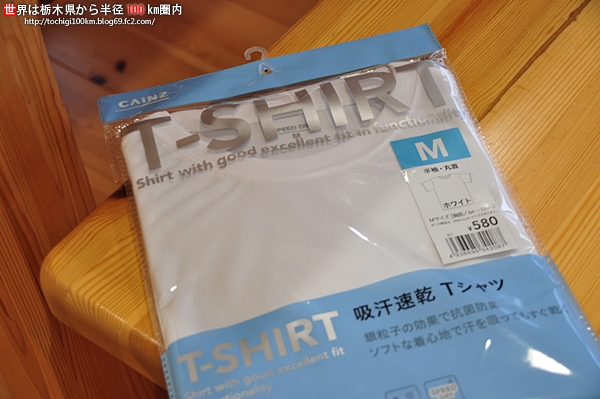 世界は栃木県から半径 100 km圏内
http://tochigi100km.blog69.fc2.com/
CAINZ
T-SHIRT
SPEED
M
Shirt with good excellent fit in functionality
M
半袖・丸首
ホワイト
¥580
吸汗速乾 Tシャツ
銀粒子の効果で抗菌防臭
ソフトな着心地で汗を吸ってもすぐ乾
T-SHIRT
Shirt with good excellent fit
SPEED